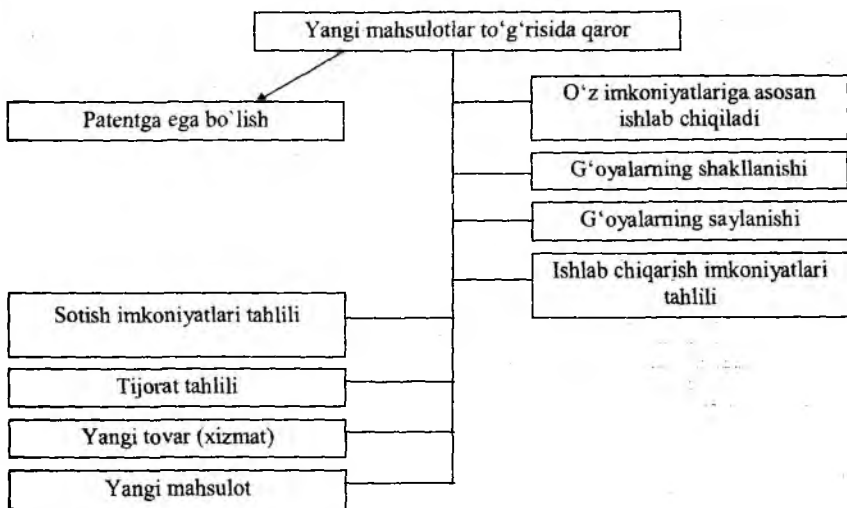 Yangi mahsulotlar to‘g‘risida qaror
Patentga ega bo`lish
O‘z imkoniyatlariga asosan
ishlab chiqiladi
G‘oyalarning shakllanishi
G‘oyalarning saylanishi
Ishlab chiqarish imkoniyatlari
tahlili
Sotish imkoniyatlari tahlili
Tijorat tahlili
Yangi tovar (xizmat)
Yangi mahsulot